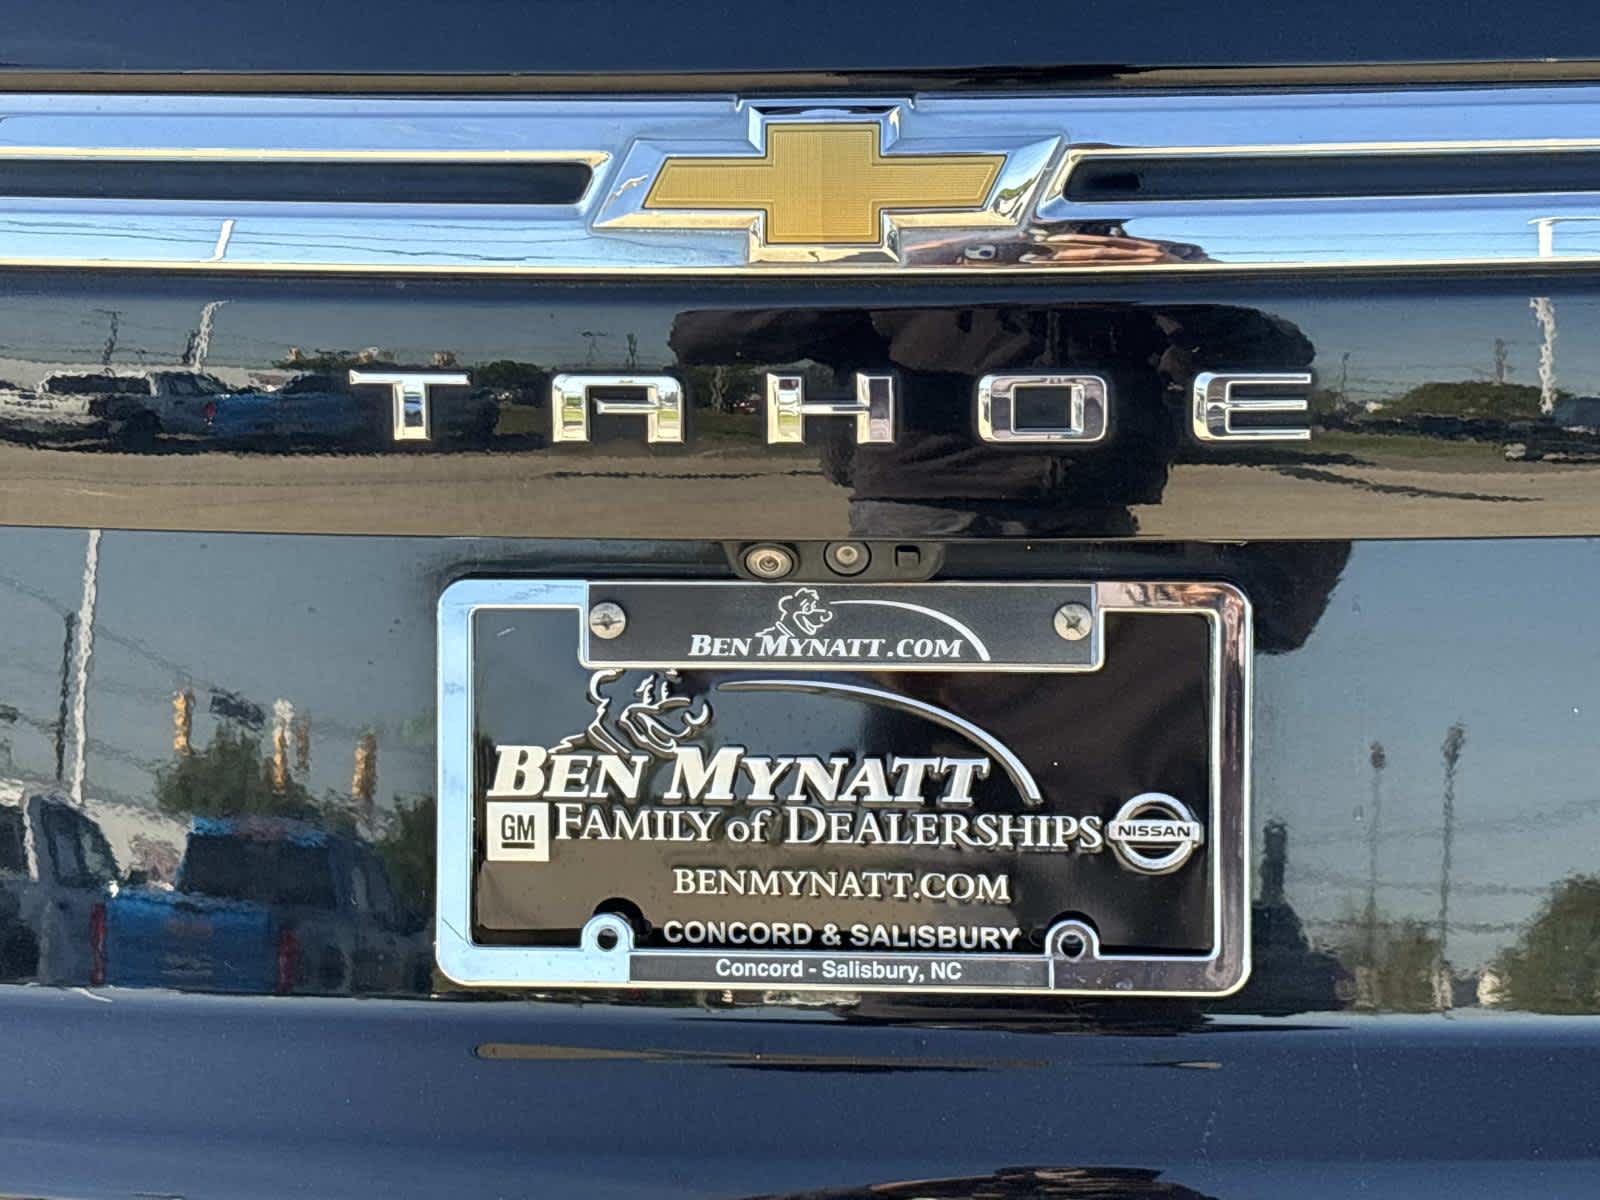 TAHOE
BEN MYNATT.COM
BEN MYNATT
GM FAMILY of DEALERSHIPS NISSAN
BENMYNATT.COM
CONCORD & SALISBURY
Concord - Salisbury, NC